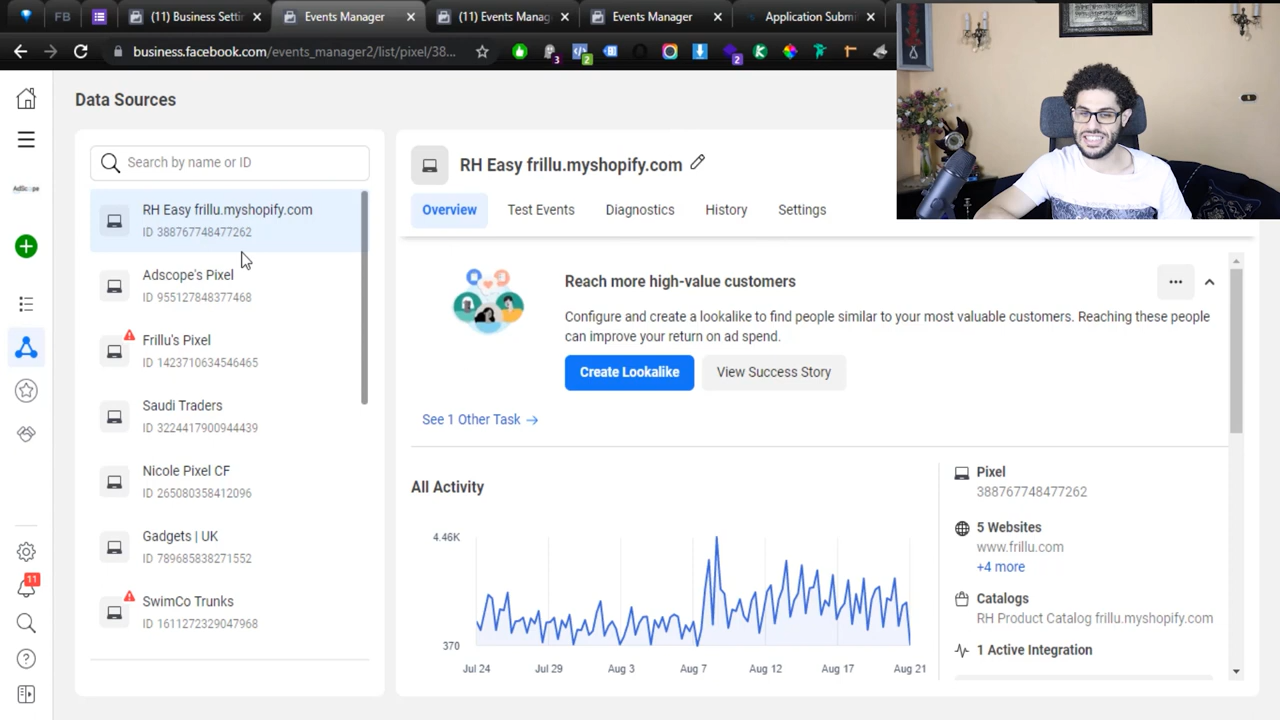 FB
(11) Business Setti
Events Manager
(11) Events Manag
Events Manager
Application Submi
business.facebook.com/events_manager2/list/pixel/38...
3
2
2
Data Sources
AdScope
Search by name or ID
RH Easy frillu.myshopify.com
ID 388767748477262
Adscope's Pixel
ID 955127848377468
Frillu's Pixel
ID 1423710634546465
Saudi Traders
ID 3224417900944439
Nicole Pixel CF
ID 265080358412096
Gadgets | UK
ID 789685838271552
SwimCo Trunks
ID 1611272329047968
11
RH Easy frillu.myshopify.com
Overview
Test Events
Diagnostics
History
Settings
Reach more high-value customers
Configure and create a lookalike to find people similar to your most valuable customers. Reaching these people
can improve your return on ad spend.
Create Lookalike
View Success Story
See 1 Other Task
All Activity
4.46K
370
Jul 24
Jul 29
Aug 3
Aug 7
Aug 12
Aug 17
Aug 21
Pixel
388767748477262
5 Websites
www.frillu.com
+4 more
Catalogs
RH Product Catalog frillu.myshopify.com
1 Active Integration